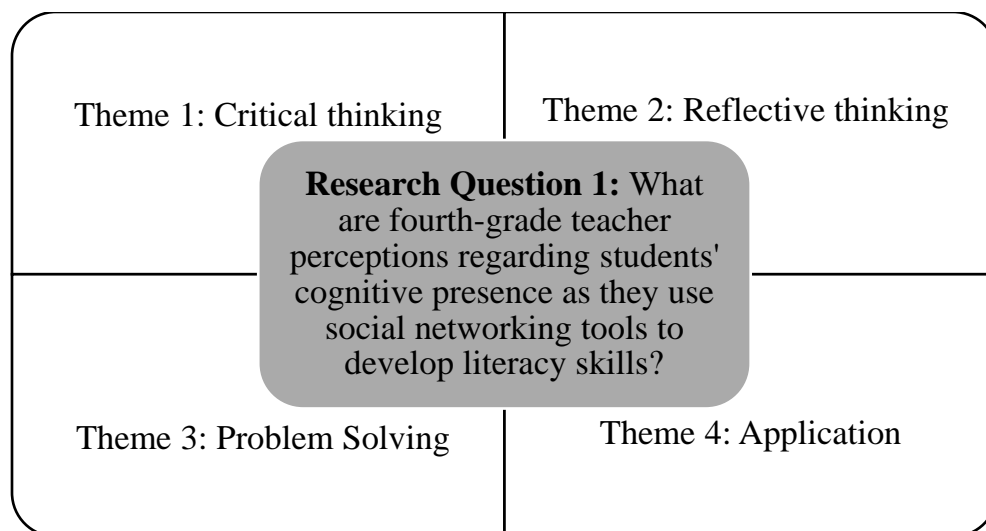 Theme 1: Critical thinking
Theme 2: Reflective thinking
Research Question 1: What
are fourth-grade teacher
perceptions regarding students'
cognitive presence as they use
social networking tools to
develop literacy skills?
Theme 3: Problem Solving
Theme 4: Application